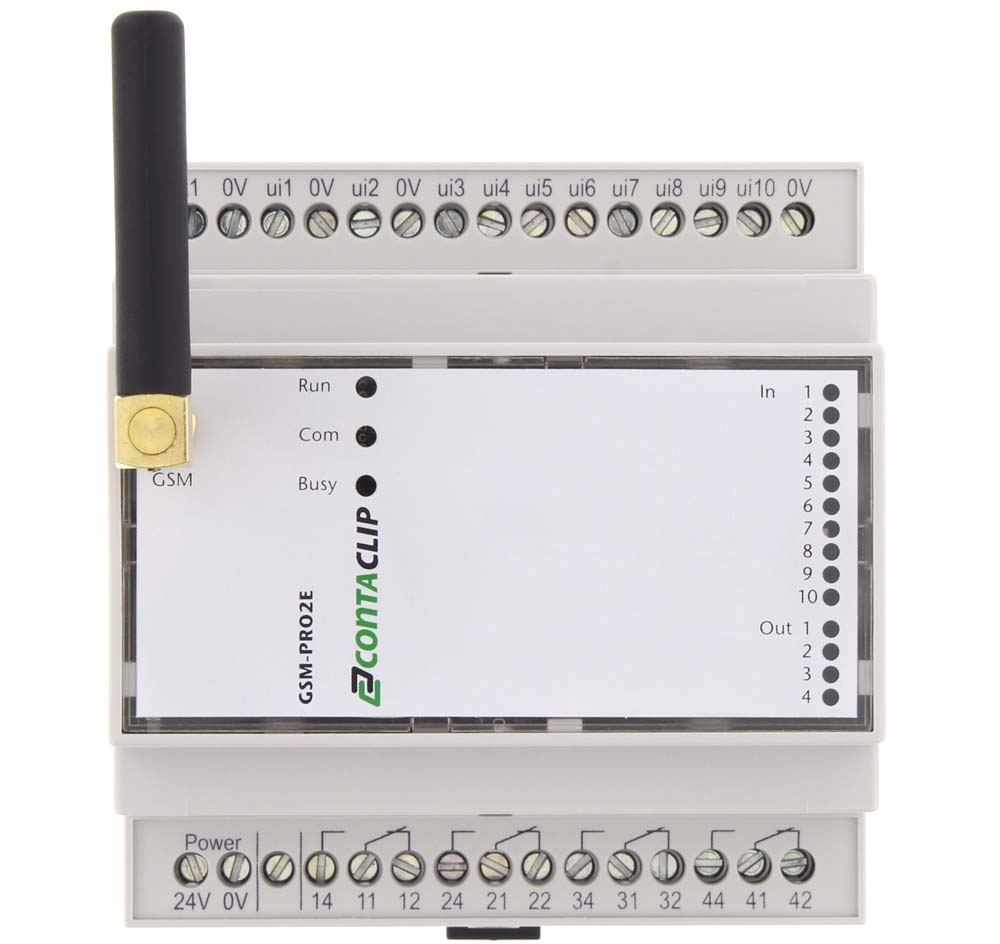 0V ui1 0V ui2 0V ui3 ui4 ui5 ui6 ui7 ui8 ui9 ui10 0V
Run
Com
Busy
GSM
GSM-PRO2E
CONTACLIP
In 1
2
3
4
5
6
7
8
9
10
Out 1
2
3
4
Power
24V 0V 14 11 12 24 21 22 34 31 32 44 41 42